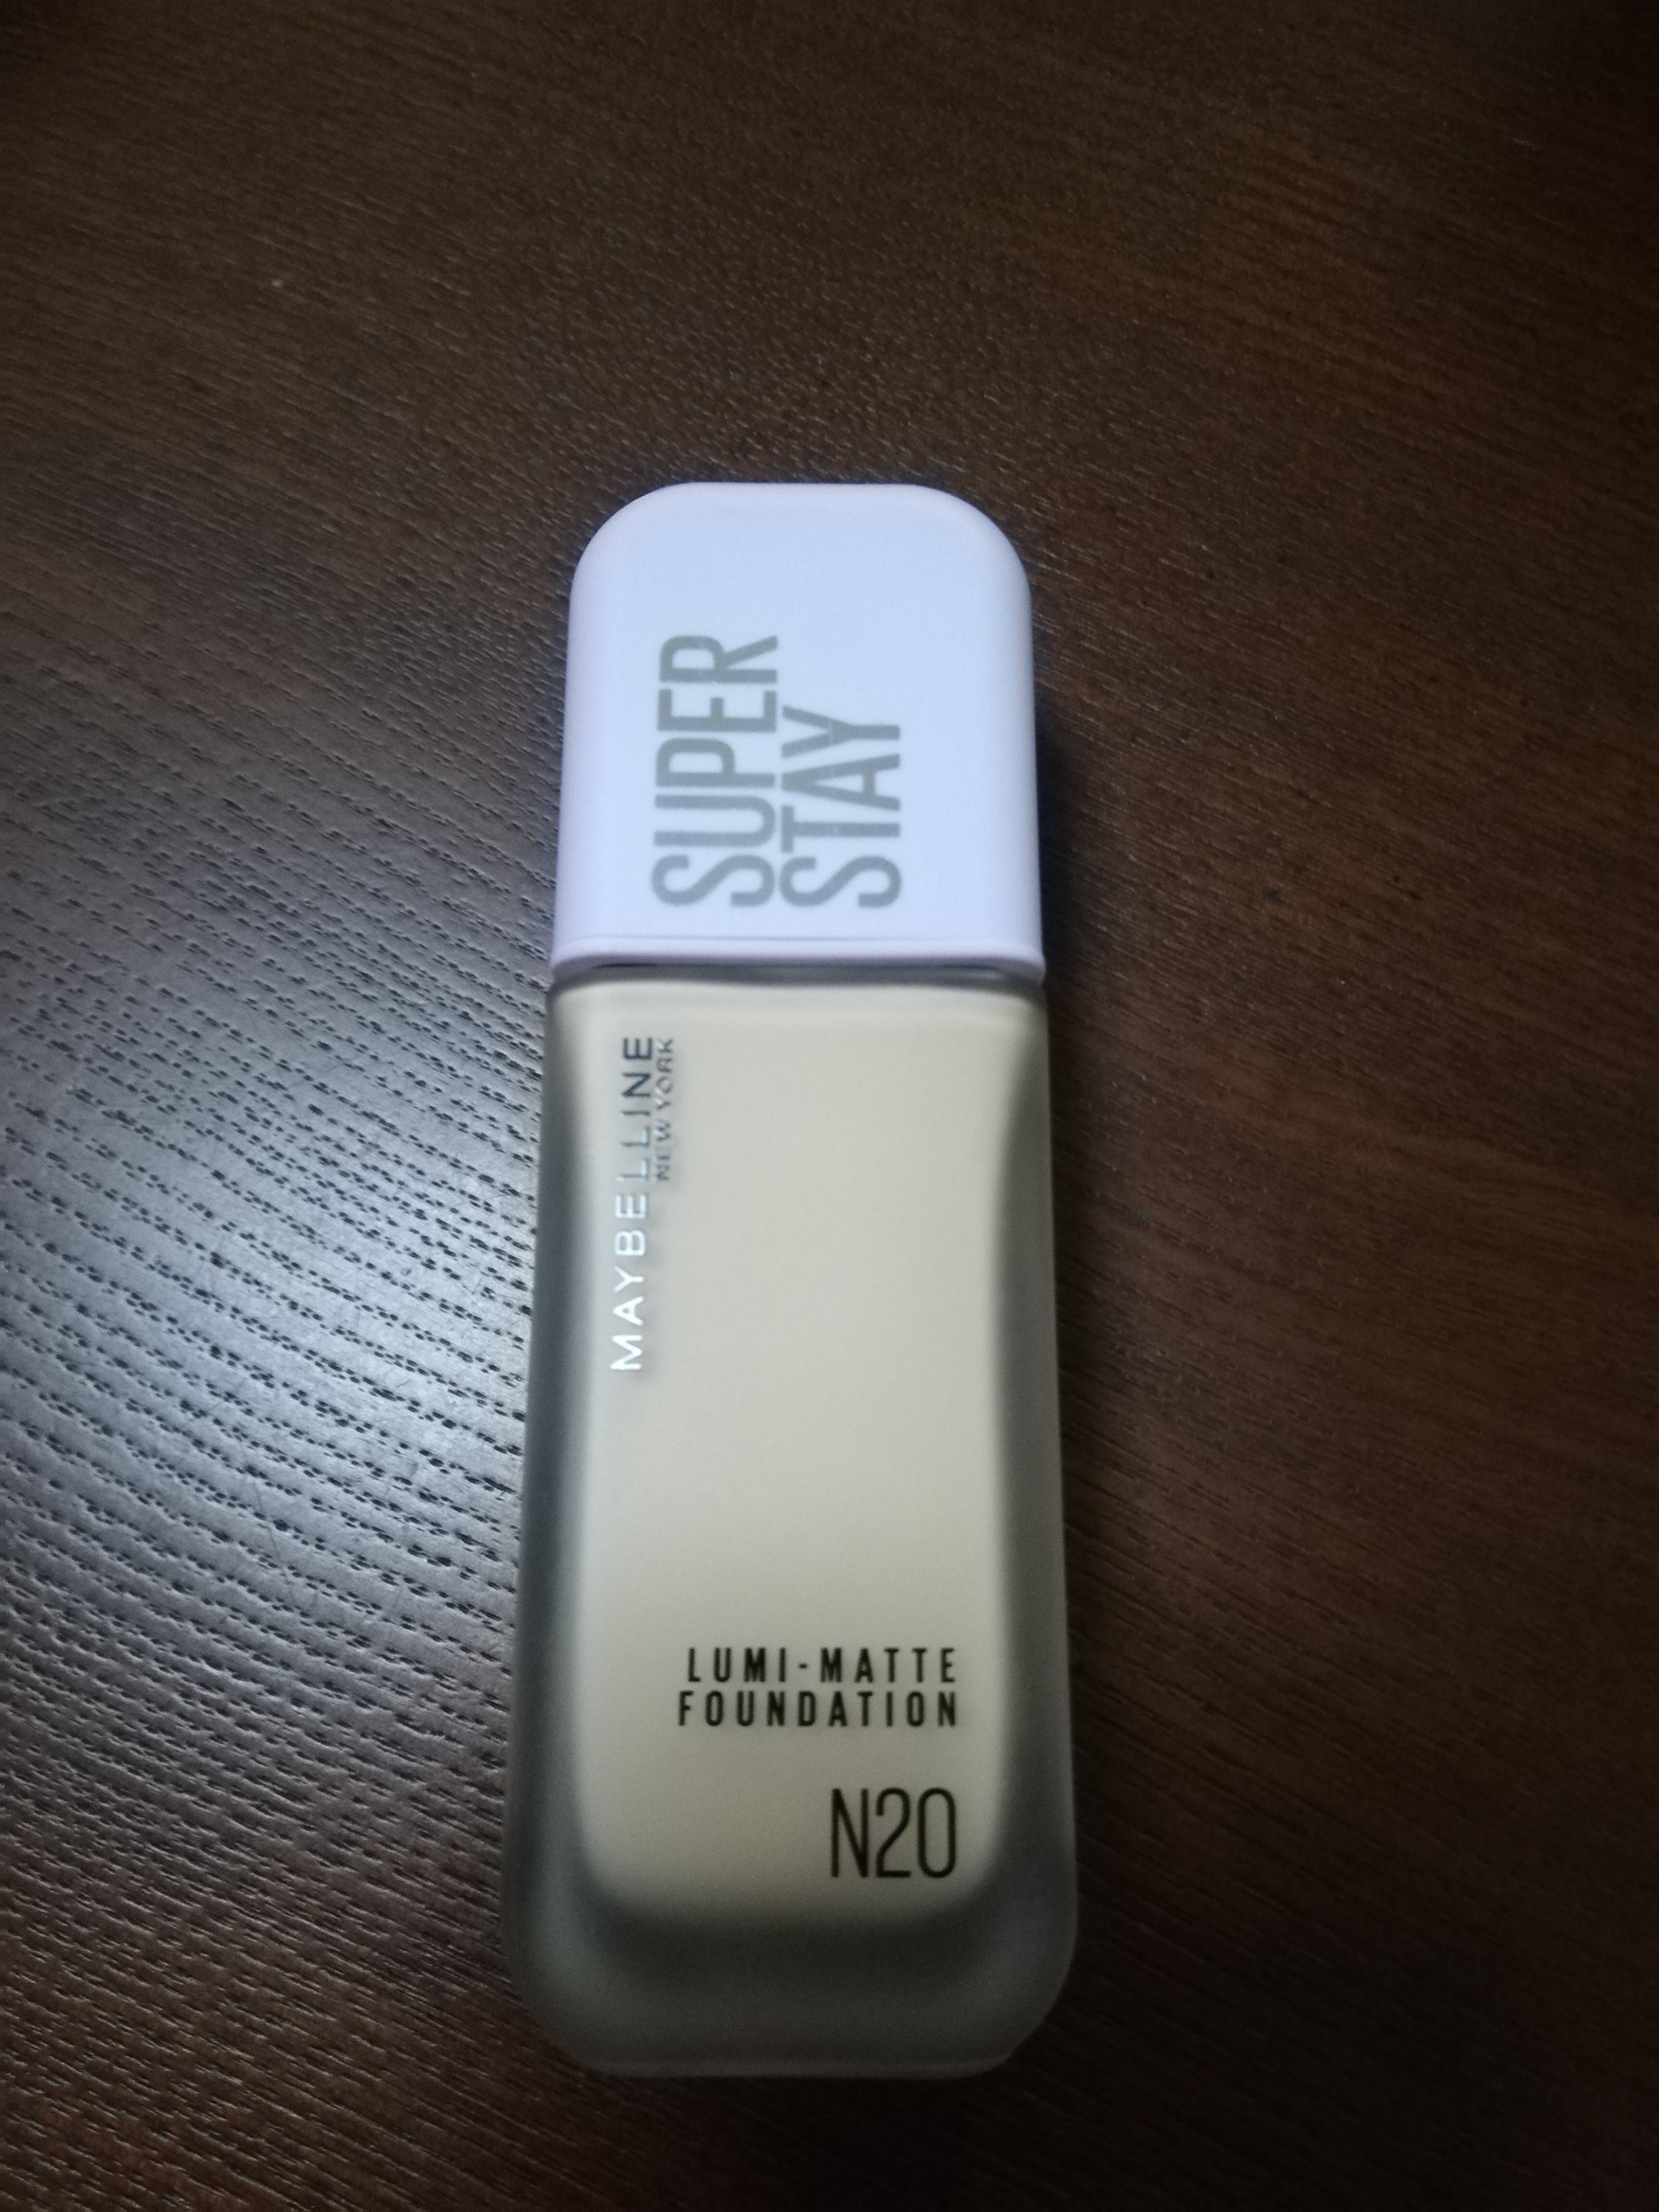 SUPER
STAY
MAYBELLINE
NEW YORK
LUMI-MATTE
FOUNDATION
N20